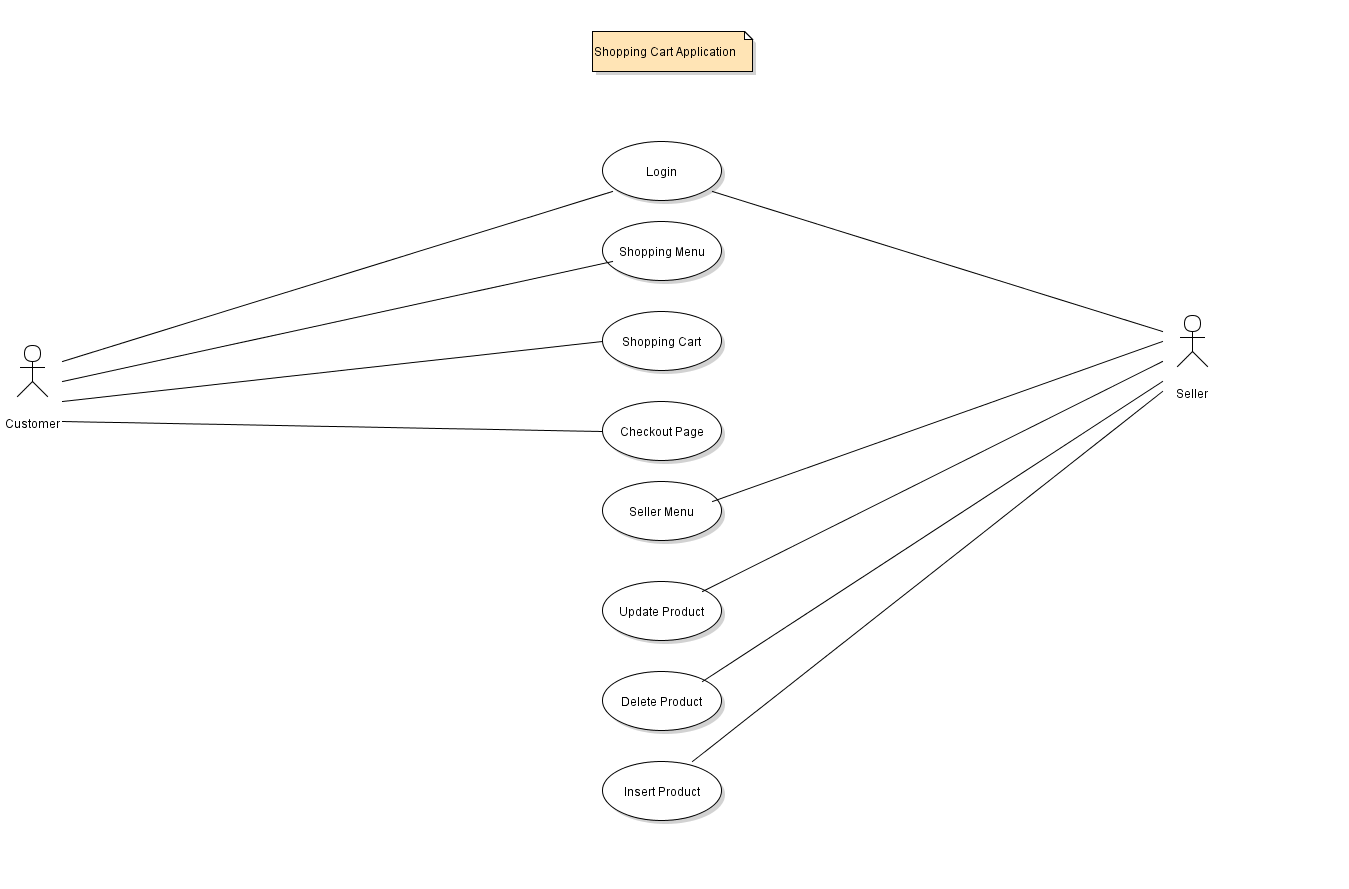 Shopping Cart Application
Login
Shopping Menu
Shopping Cart
Customer
Seller
Checkout Page
Seller Menu
Update Product
Delete Product
Insert Product